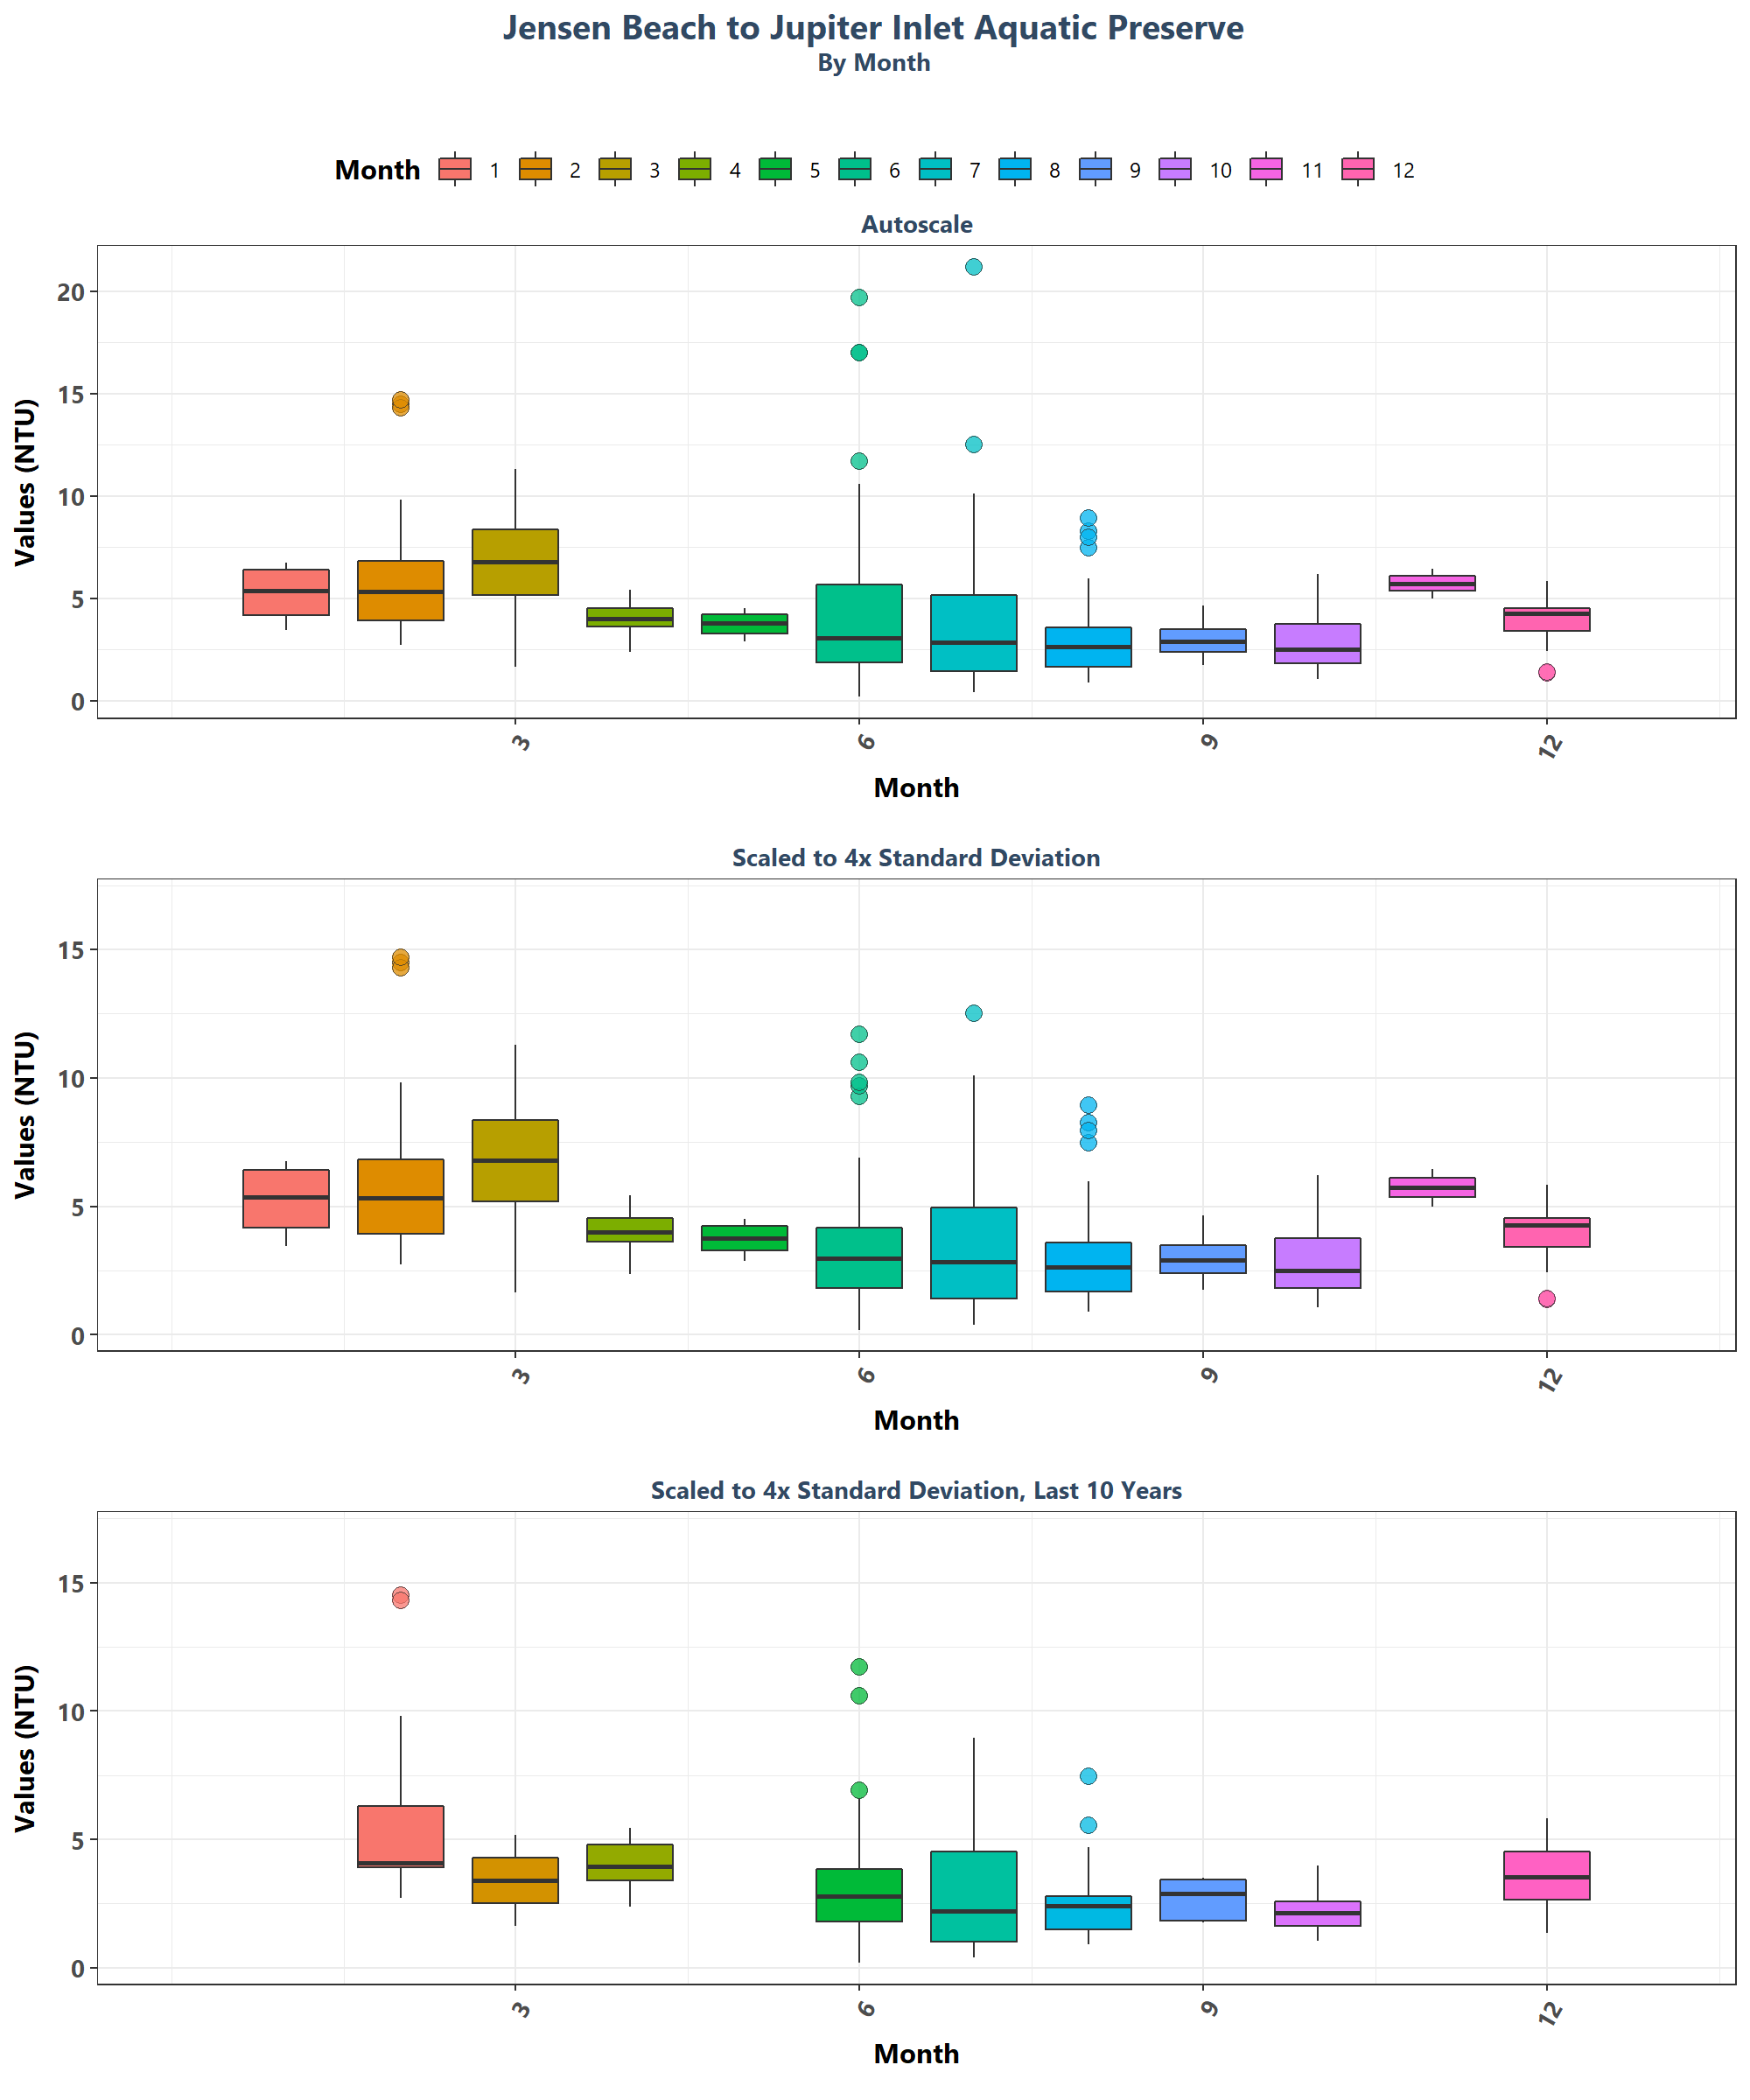 Jensen Beach to Jupiter Inlet Aquatic Preserve
By Month
Month 1 2 3 4 5 6 7 8 9 10 11 12
Autoscale
Values (NTU)
20
15
10
5
0
3 6 9 12
Month
Scaled to 4x Standard Deviation
Values (NTU)
15
10
5
0
3 6 9 12
Month
Scaled to 4x Standard Deviation, Last 10 Years
Values (NTU)
15
10
5
0
3 6 9 12
Month